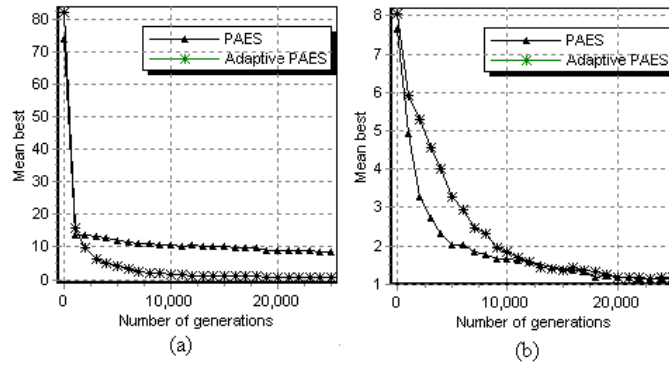 80
70
60
50
40
30
20
10
0
Mean best
PAES
Adaptive PAES
0
10,000
20,000
Number of generations
(a)
8
7
6
5
4
3
2
1
Mean best
PAES
Adaptive PAES
0
10,000
20,000
Number of generations
(b)